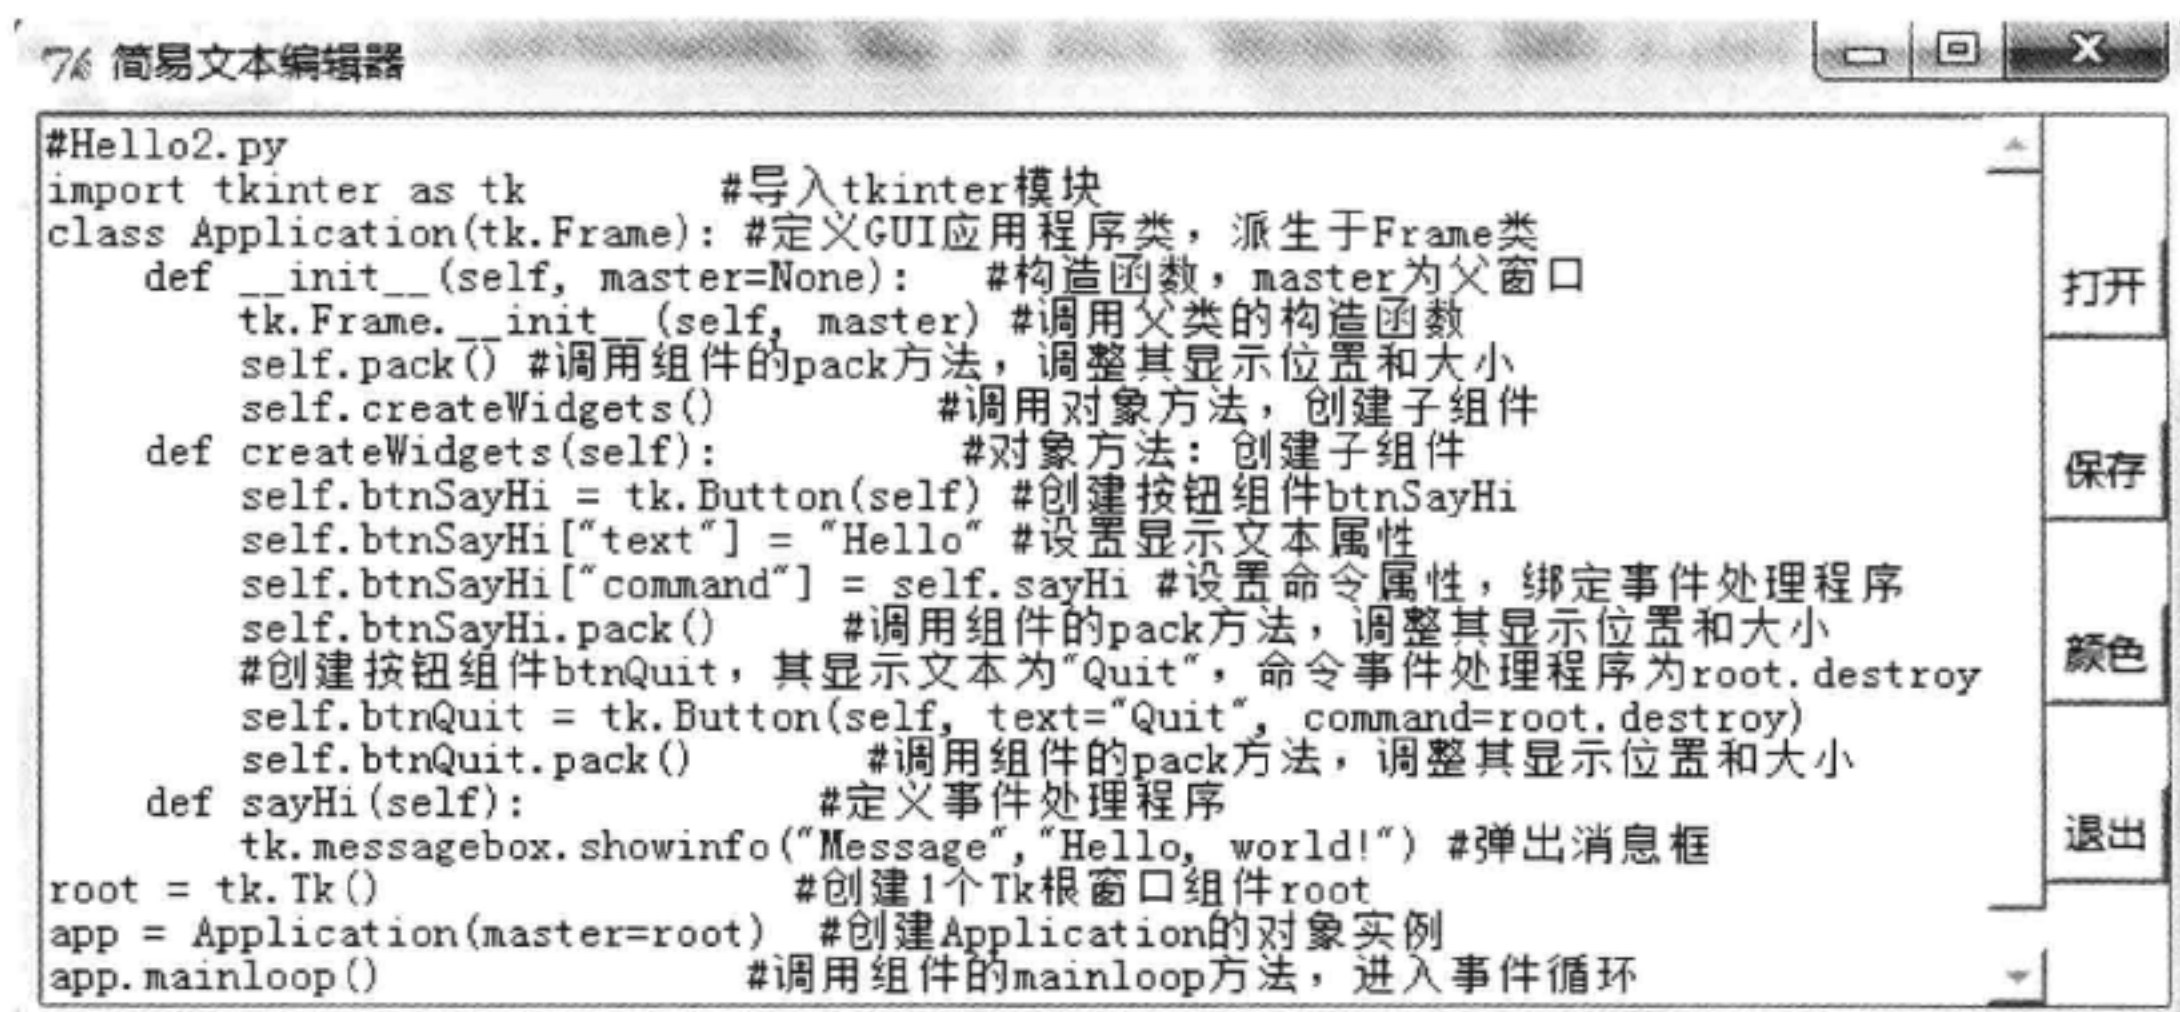 简易文本编辑器
#Hello2.py
import tkinter as tk        #导入tkinter模块
class Application(tk.Frame): #定义GUI应用程序类，派生于Frame类
    def __init__(self, master=None):   #构造函数，master为父窗口
        tk.Frame.__init__(self, master) #调用父类的构造函数
        self.pack() #调用组件的pack方法，调整其显示位置和大小
        self.createWidgets()         #调用对象方法，创建子组件
    def createWidgets(self):          #对象方法：创建子组件
        self.btnSayHi = tk.Button(self) #创建按钮组件btnSayHi
        self.btnSayHi["text"] = "Hello" #设置显示文本属性
        self.btnSayHi["command"] = self.sayHi #设置命令属性，绑定事件处理程序
        self.btnSayHi.pack()     #调用组件的pack方法，调整其显示位置和大小
        #创建按钮组件btnQuit，其显示文本为"Quit"，命令事件处理程序为root.destroy
        self.btnQuit = tk.Button(self, text="Quit", command=root.destroy)
        self.btnQuit.pack()       #调用组件的pack方法，调整其显示位置和大小
    def sayHi(self):            #定义事件处理程序
        tk.messagebox.showinfo("Message","Hello, world!") #弹出消息框
root = tk.Tk()                 #创建1个Tk根窗口组件root
app = Application(master=root)  #创建Application的对象实例
app.mainloop()               #调用组件的mainloop方法，进入事件循环
打开
保存
颜色
退出